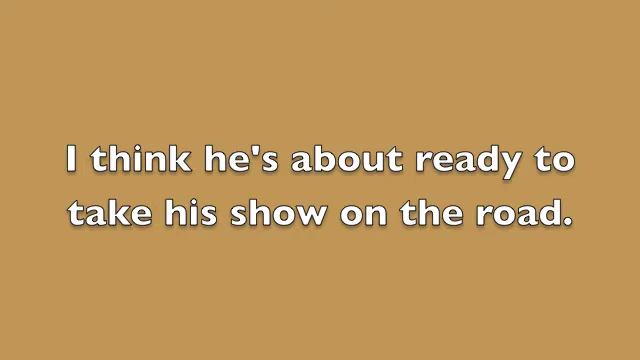 I think he's about ready to
take his show on the road.